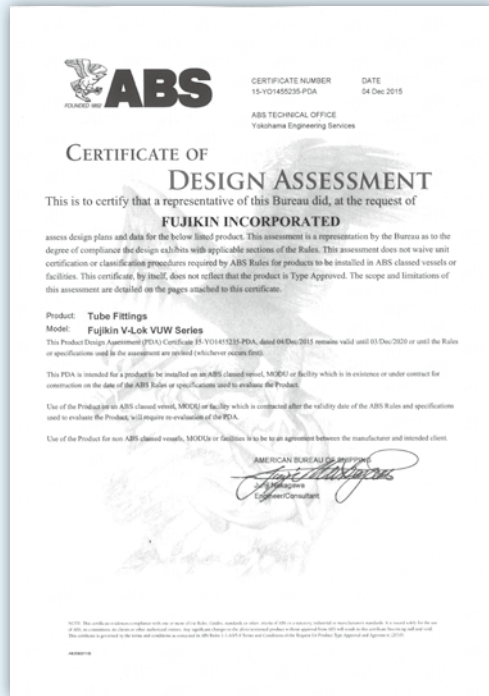 FOUNDED 1862
ABS
CERTIFICATE NUMBER DATE
15-YO1455235-PDA 04 Dec 2015
ABS TECHNICAL OFFICE
Yokohama Engineering Services
CERTIFICATE OF
DESIGN ASSESSMENT
This is to certify that a representative of this Bureau did, at the request of
FUJIKIN INCORPORATED
assess design plans and data for the below listed product. This assessment is a representation by the Bureau as to the
degree of compliance the design exhibits with applicable sections of the Rules. This assessment does not waive unit
certification or classification procedures required by ABS Rules for products to be installed in ABS classed vessels or
facilities. This certificate, by itself, does not reflect that the product is Type Approved. The scope and limitations of
this assessment are detailed on the pages attached to this certificate.
Product: Tube Fittings
Model: Fujikin V-Lok VUW Series
This Product Design Assessment (PDA) Certificate 15-YO1455235-PDA, dated 04/Dec/2015 remains valid until 03/Dec/2020 or until the Rules
or specifications used in the assessment are revised (whichever occurs first).
This PDA is intended for a product to be installed on an ABS classed vessel, MODU or facility which is in existence or under contract for
construction on the date of the ABS Rules or specifications used to evaluate the Product.
Use of the Product on an ABS classed vessel, MODU or facility which is contracted after the validity date of the ABS Rules and specifications
used to evaluate the Product, will require re-evaluation of the PDA.
Use of the Product for non ABS classed vessels, MODUs or facilities is to be to an agreement between the manufacturer and intended client.
AMERICAN BUREAU OF SHIPPING
Junji Nakagawa
Engineer/Consultant